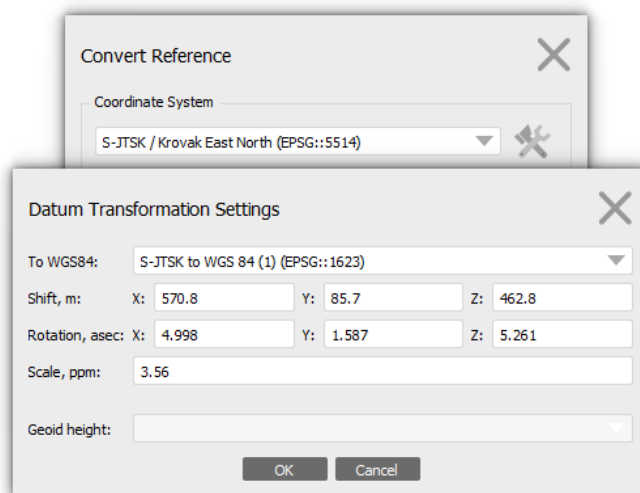 Convert Reference
Coordinate System
S-JTSK / Krovak East North (EPSG::5514)
Datum Transformation Settings
To WGS84: S-JTSK to WGS 84 (1) (EPSG::1623)
Shift, m: X: 570.8 Y: 85.7 Z: 462.8
Rotation, asec: X: 4.998 Y: 1.587 Z: 5.261
Scale, ppm: 3.56
Geoid height:
OK Cancel